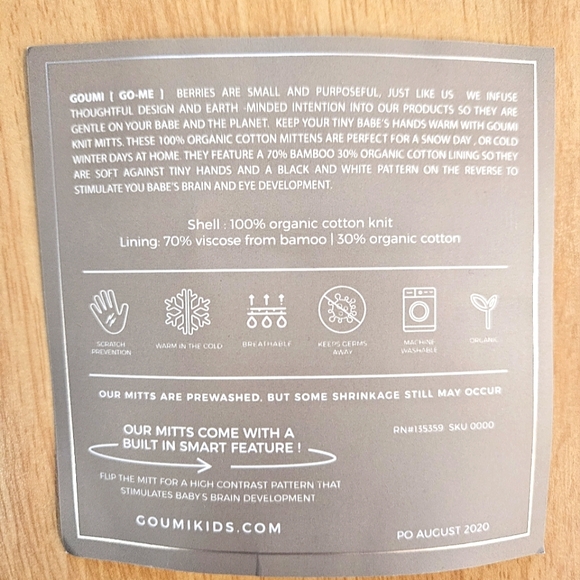 GOUMI [ GO-ME ] BERRIES ARE SMALL AND PURPOSEFUL, JUST LIKE US WE INFUSE
THOUGHTFUL DESIGN AND EARTH -MINDED INTENTION INTO OUR PRODUCTS SO THEY ARE
GENTLE ON YOUR BABE AND THE PLANET. KEEP YOUR TINY BABE'S HANDS WARM WITH GOUMI
KNIT MITTS. THESE 100% ORGANIC COTTON MITTENS ARE PERFECT FOR A SNOW DAY , OR COLD
WINTER DAYS AT HOME. THEY FEATURE A 70% BAMBOO 30% ORGANIC COTTON LINING SO THEY
ARE SOFT AGAINST TINY HANDS AND A BLACK AND WHITE PATTERN ON THE REVERSE TO
STIMULATE YOU BABE'S BRAIN AND EYE DEVELOPMENT.
Shell : 100% organic cotton knit
Lining: 70% viscose from bamoo | 30% organic cotton
SCRATCH
PREVENTION
WARM IN THE COLD
BREATHABLE
KEEPS GERMS
AWAY
MACHINE
WASHABLE
ORGANIC
OUR MITTS ARE PREWASHED, BUT SOME SHRINKAGE STILL MAY OCCUR
OUR MITTS COME WITH A
BUILT IN SMART FEATURE !
RN#135359 SKU 0000
FLIP THE MITT FOR A HIGH CONTRAST PATTERN THAT
STIMULATES BABY'S BRAIN DEVELOPMENT
GOUMIKIDS.COM
PO AUGUST 2020